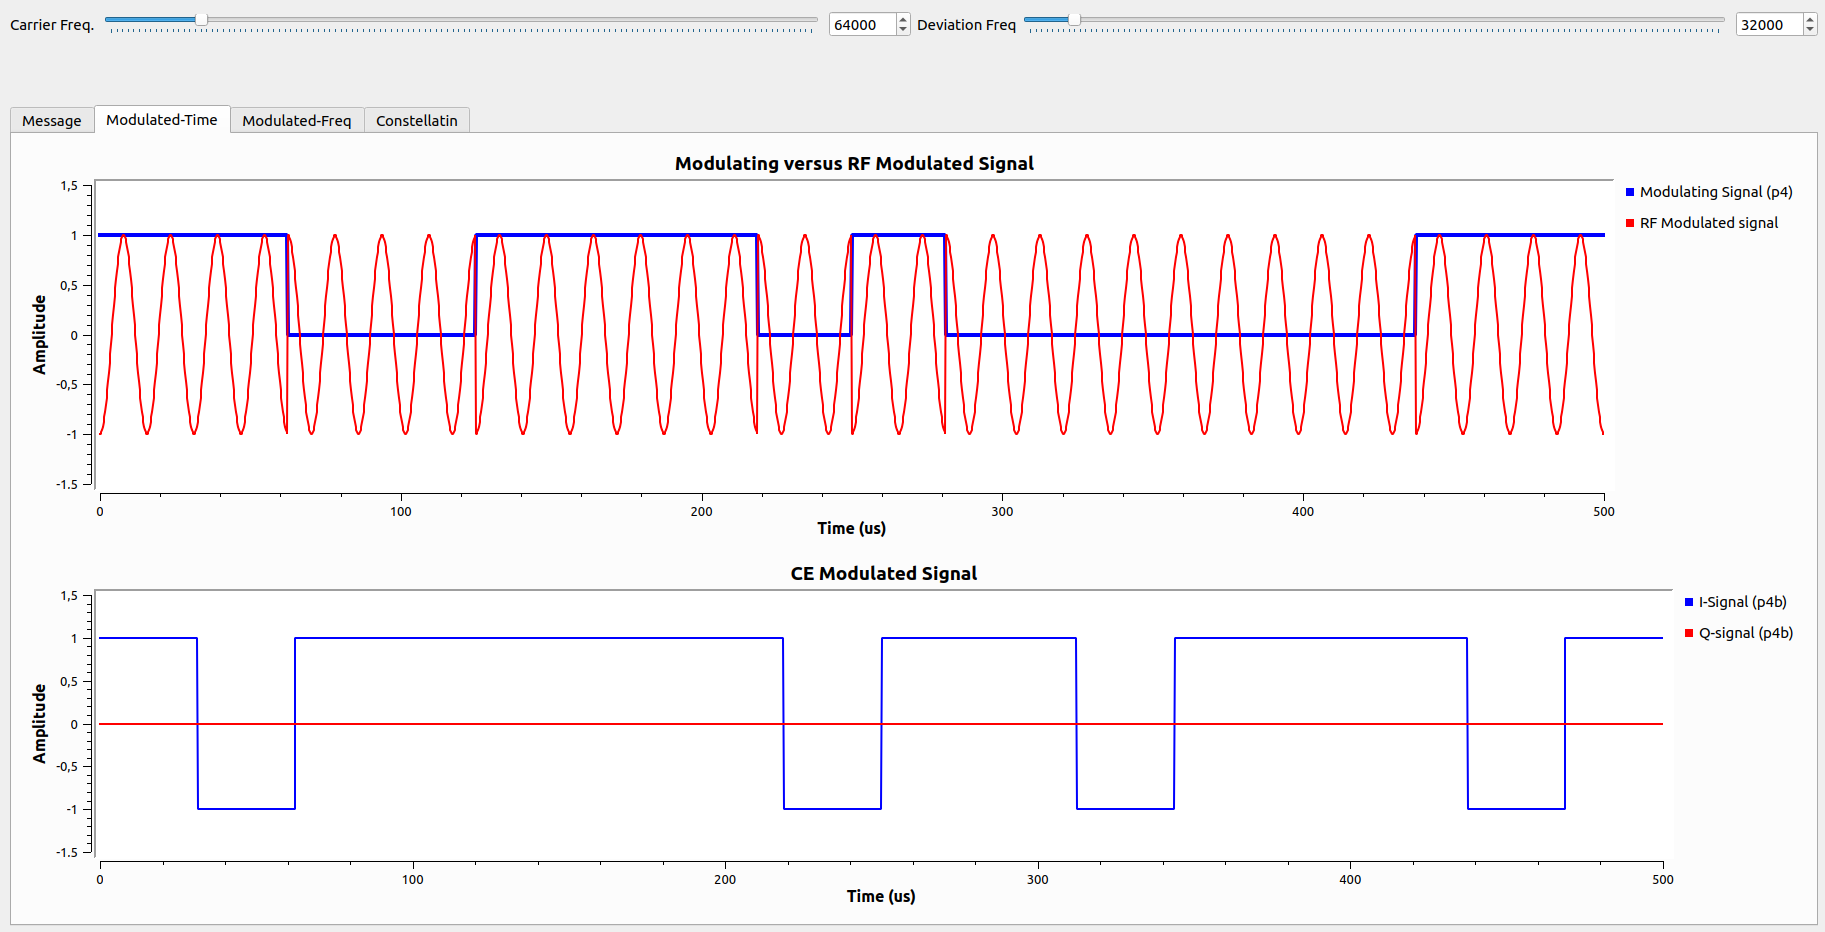 Carrier Freq. 64000 Deviation Freq 32000
Message Modulated-Time Modulated-Freq Constellatin
Modulating versus RF Modulated Signal
1,5
1
0,5
0
-0,5
-1
-1.5
Amplitude
0 100 200 300 400 500
Time (us)
Modulating Signal (p4)
RF Modulated signal
CE Modulated Signal
1,5
1
0,5
0
-0,5
-1
-1.5
Amplitude
0 100 200 300 400 500
Time (us)
I-Signal (p4b)
Q-signal (p4b)